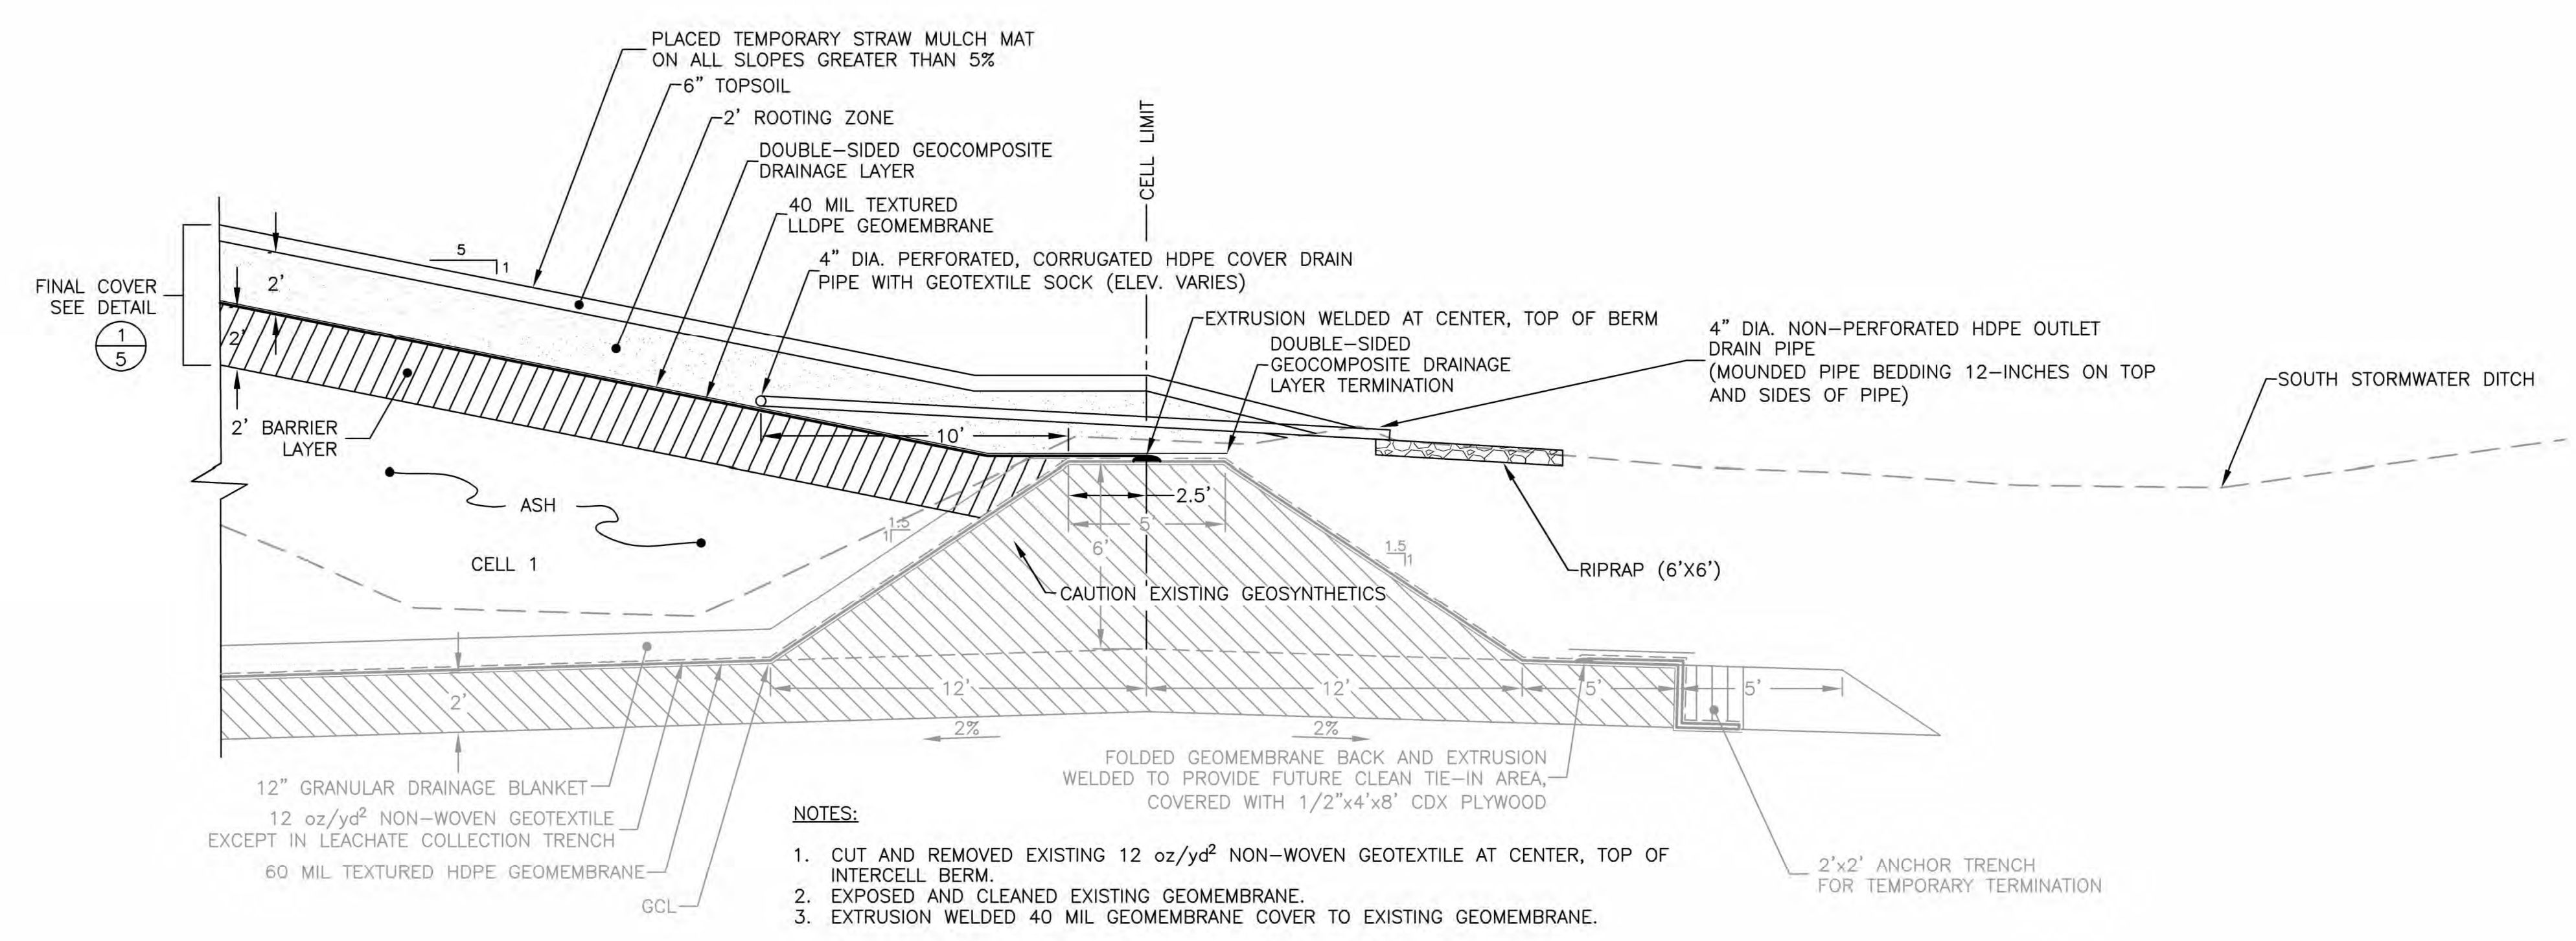 PLACED TEMPORARY STRAW MULCH MAT
ON ALL SLOPES GREATER THAN 5%
6" TOPSOIL
2' ROOTING ZONE
DOUBLE-SIDED GEOCOMPOSITE
DRAINAGE LAYER
40 MIL TEXTURED
LLDPE GEOMEMBRANE
4" DIA. PERFORATED, CORRUGATED HDPE COVER DRAIN
PIPE WITH GEOTEXTILE SOCK (ELEV. VARIES)
CELL LIMIT
5
1
FINAL COVER
SEE DETAIL
1
5
2'
2'
2' BARRIER
LAYER
EXTRUSION WELDED AT CENTER, TOP OF BERM
DOUBLE-SIDED
GEOCOMPOSITE DRAINAGE
LAYER TERMINATION
4" DIA. NON-PERFORATED HDPE OUTLET
DRAIN PIPE
(MOUNDED PIPE BEDDING 12-INCHES ON TOP
AND SIDES OF PIPE)
SOUTH STORMWATER DITCH
10'
2.5'
5'
6'
1.5
1
1.5
1
ASH
CELL 1
CAUTION EXISTING GEOSYNTHETICS
RIPRAP (6'X6')
2'
12'
12'
5'
5'
2%
2%
12" GRANULAR DRAINAGE BLANKET
12 oz/yd² NON-WOVEN GEOTEXTILE
EXCEPT IN LEACHATE COLLECTION TRENCH
60 MIL TEXTURED HDPE GEOMEMBRANE
GCL
FOLDED GEOMEMBRANE BACK AND EXTRUSION
WELDED TO PROVIDE FUTURE CLEAN TIE-IN AREA,
COVERED WITH 1/2"x4'x8' CDX PLYWOOD
2'x2' ANCHOR TRENCH
FOR TEMPORARY TERMINATION
NOTES:
1. CUT AND REMOVED EXISTING 12 oz/yd² NON-WOVEN GEOTEXTILE AT CENTER, TOP OF
INTERCELL BERM.
2. EXPOSED AND CLEANED EXISTING GEOMEMBRANE.
3. EXTRUSION WELDED 40 MIL GEOMEMBRANE COVER TO EXISTING GEOMEMBRANE.